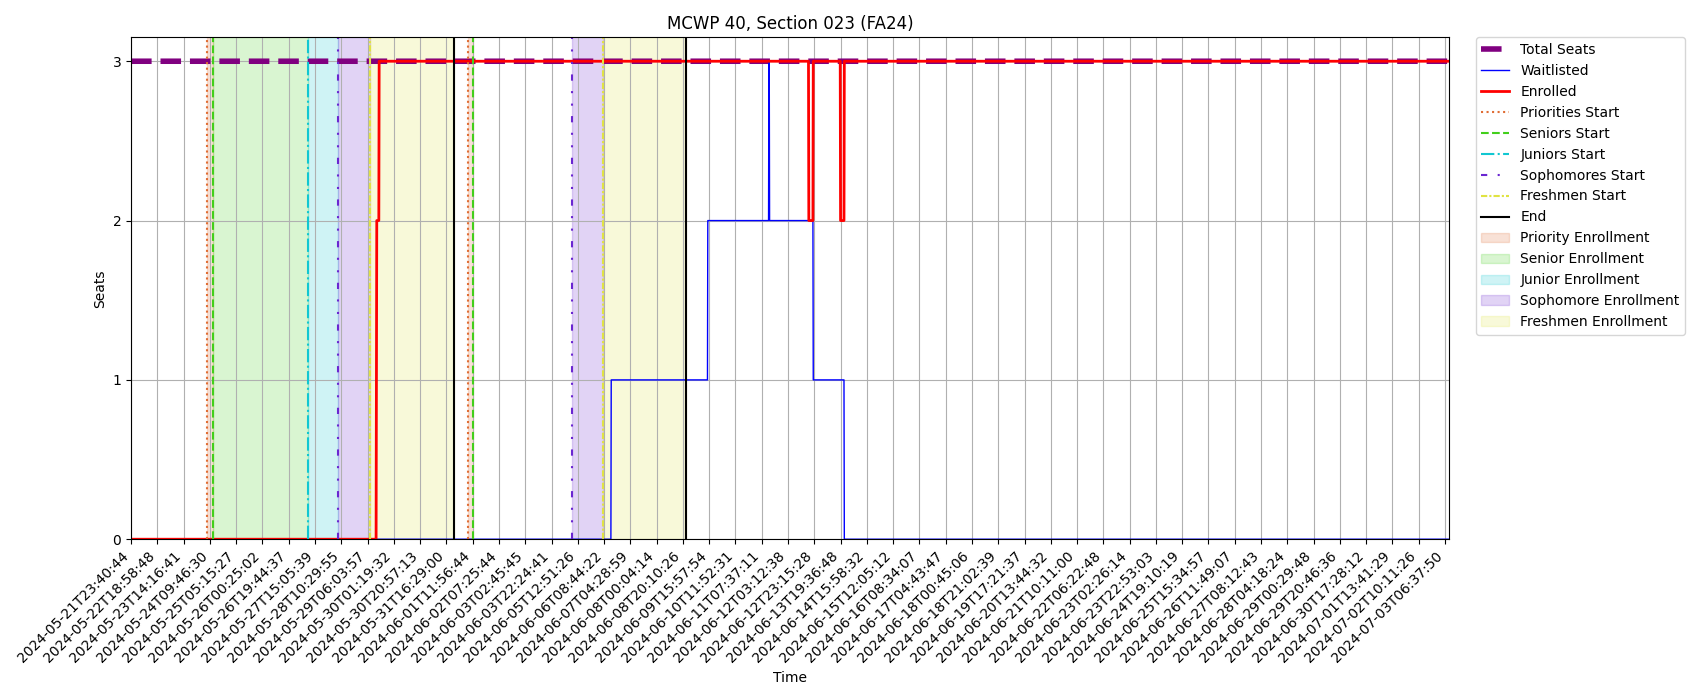 MCWP 40, Section 023 (FA24)
Seats
3
2
1
0
2024-05-21T23:40:44
2024-05-22T18:58:48
2024-05-23T14:16:41
2024-05-24T09:46:30
2024-05-25T05:15:27
2024-05-26T00:25:02
2024-05-26T19:44:37
2024-05-27T15:05:39
2024-05-28T10:29:55
2024-05-29T06:03:57
2024-05-30T01:19:32
2024-05-30T20:57:13
2024-05-31T16:29:00
2024-06-01T11:56:44
2024-06-02T07:25:44
2024-06-03T02:45:45
2024-06-03T22:24:41
2024-06-05T12:51:26
2024-06-06T08:44:22
2024-06-07T04:28:59
2024-06-08T00:04:14
2024-06-08T20:10:26
2024-06-09T15:57:54
2024-06-10T11:52:31
2024-06-11T07:37:11
2024-06-12T03:12:38
2024-06-12T23:15:28
2024-06-13T19:36:48
2024-06-14T15:58:32
2024-06-15T12:05:12
2024-06-16T08:34:07
2024-06-17T04:43:47
2024-06-18T00:45:06
2024-06-18T21:02:39
2024-06-19T17:21:37
2024-06-20T13:44:32
2024-06-21T10:11:00
2024-06-22T06:22:48
2024-06-23T02:26:14
2024-06-23T22:53:03
2024-06-24T19:10:19
2024-06-25T15:34:57
2024-06-26T11:49:07
2024-06-27T08:12:43
2024-06-28T04:18:24
2024-06-29T00:29:48
2024-06-29T20:46:36
2024-06-30T17:28:12
2024-07-01T13:41:29
2024-07-02T10:11:26
2024-07-03T06:37:50
Time
Total Seats
Waitlisted
Enrolled
Priorities Start
Seniors Start
Juniors Start
Sophomores Start
Freshmen Start
End
Priority Enrollment
Senior Enrollment
Junior Enrollment
Sophomore Enrollment
Freshmen Enrollment